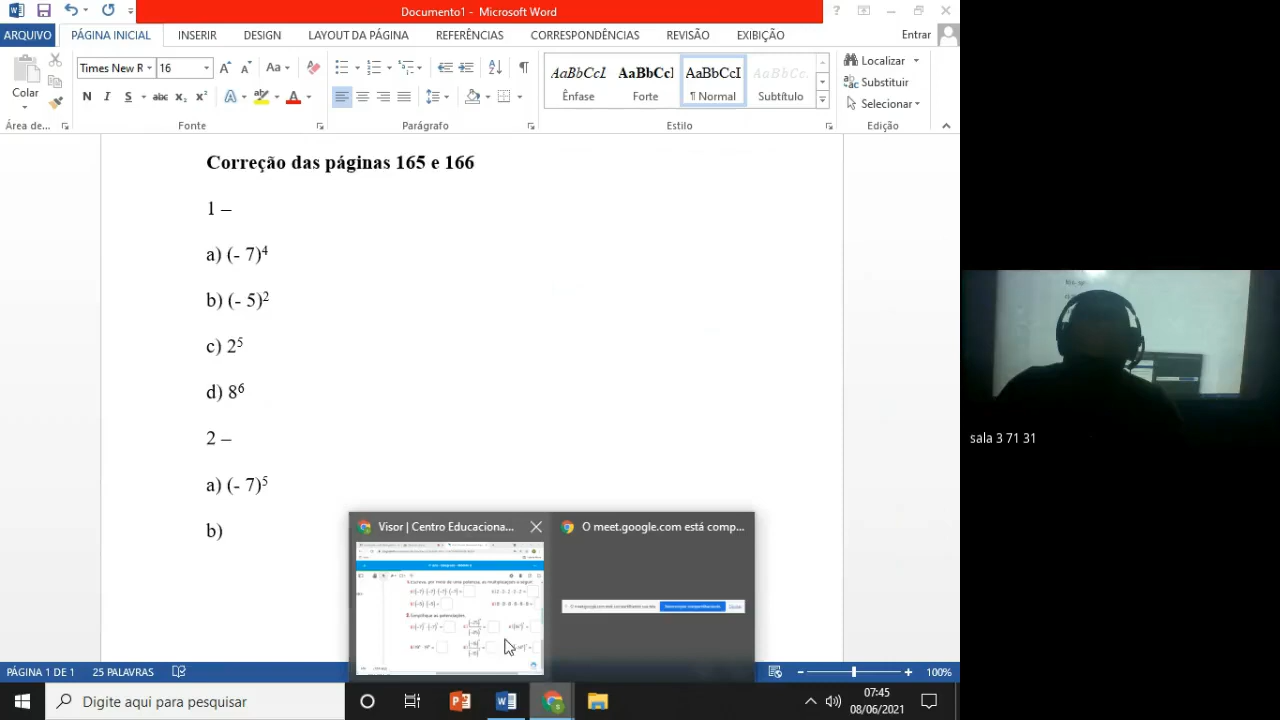 Documento1 - Microsoft Word
ARQUIVO PÁGINA INICIAL INSERIR DESIGN LAYOUT DA PÁGINA REFERÊNCIAS CORRESPONDÊNCIAS REVISÃO EXIBIÇÃO Entrar
Colar
Times New R 16
Aa
N I S abc x₂ x² A A
AaBbCcI AaBbCcI AaBbCcI AaBbCc.
Ênfase Forte ¶ Normal Subtítulo
Localizar
Substituir
Selecionar
Área de... Fonte Parágrafo Estilo Edição
Correção das páginas 165 e 166
1 –
a) (- 7)⁴
b) (- 5)²
c) 2⁵
d) 8⁶
2 –
a) (- 7)⁵
b)
sala 3 71 31
Visor | Centro Educaciona... O meet.google.com está comp...
PÁGINA 1 DE 1 25 PALAVRAS 100%
Digite aqui para pesquisar
07:45
08/06/2021